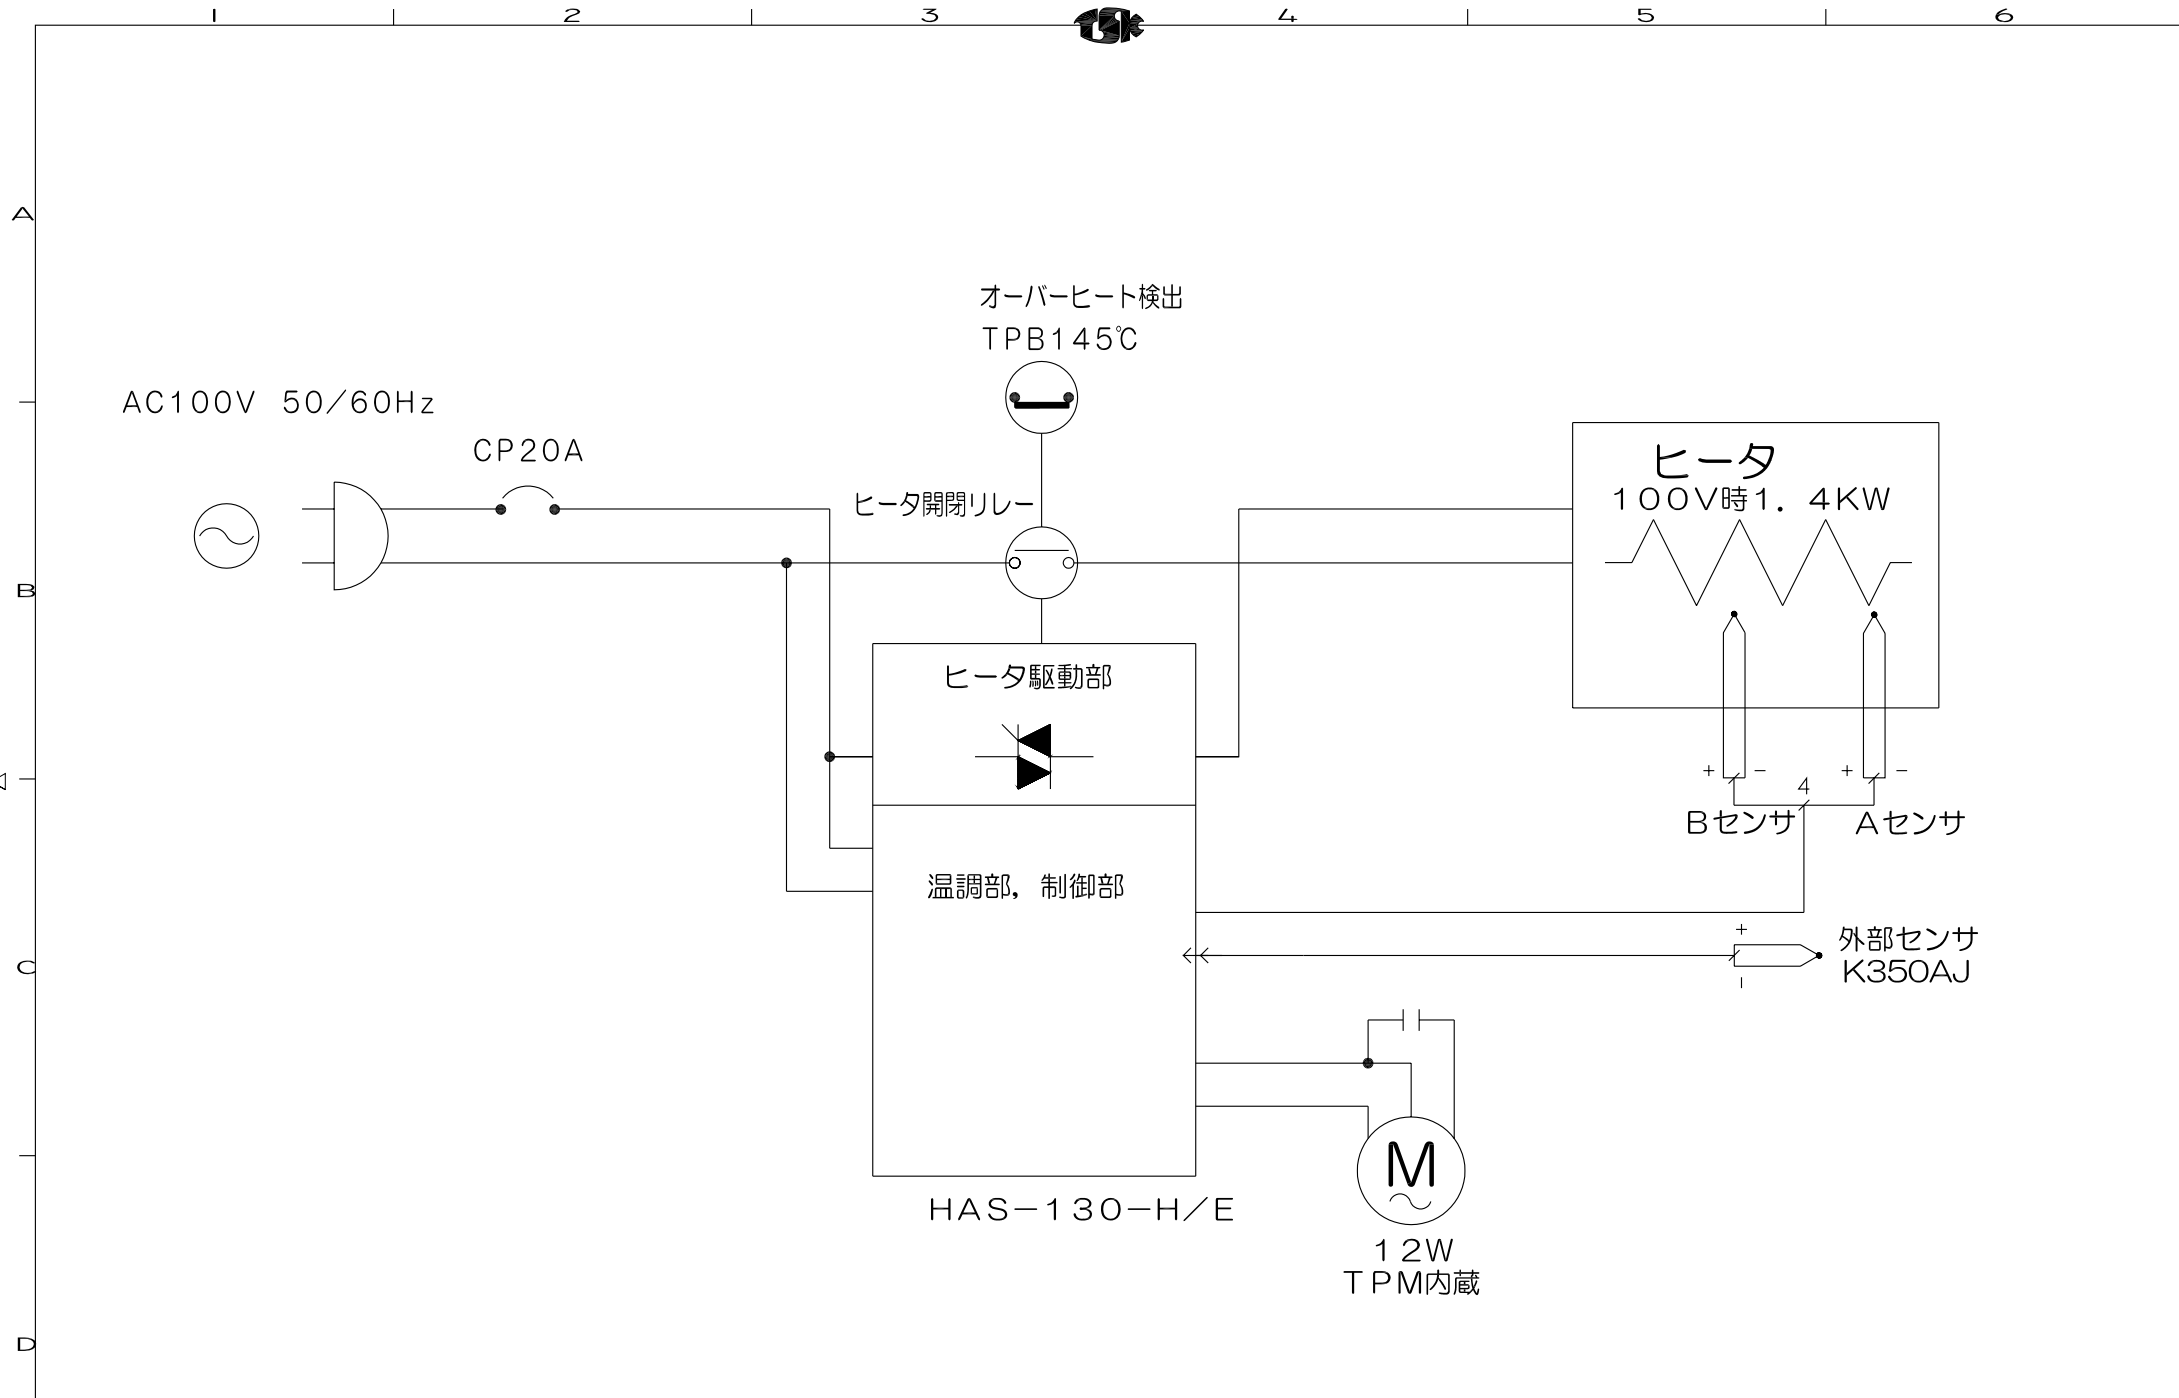 1 2 3 4 5 6
A
オーバーヒート検出
TPB145℃
AC100V 50/60Hz
CP20A
ヒータ開閉リレー
ヒータ
100V時1．4KW
B
ヒータ駆動部
+ − + −
4
Bセンサ Aセンサ
温調部，制御部
+
外部センサ
K350AJ
−
C
M
HAS−130−H／E
12W
TPM内蔵
D